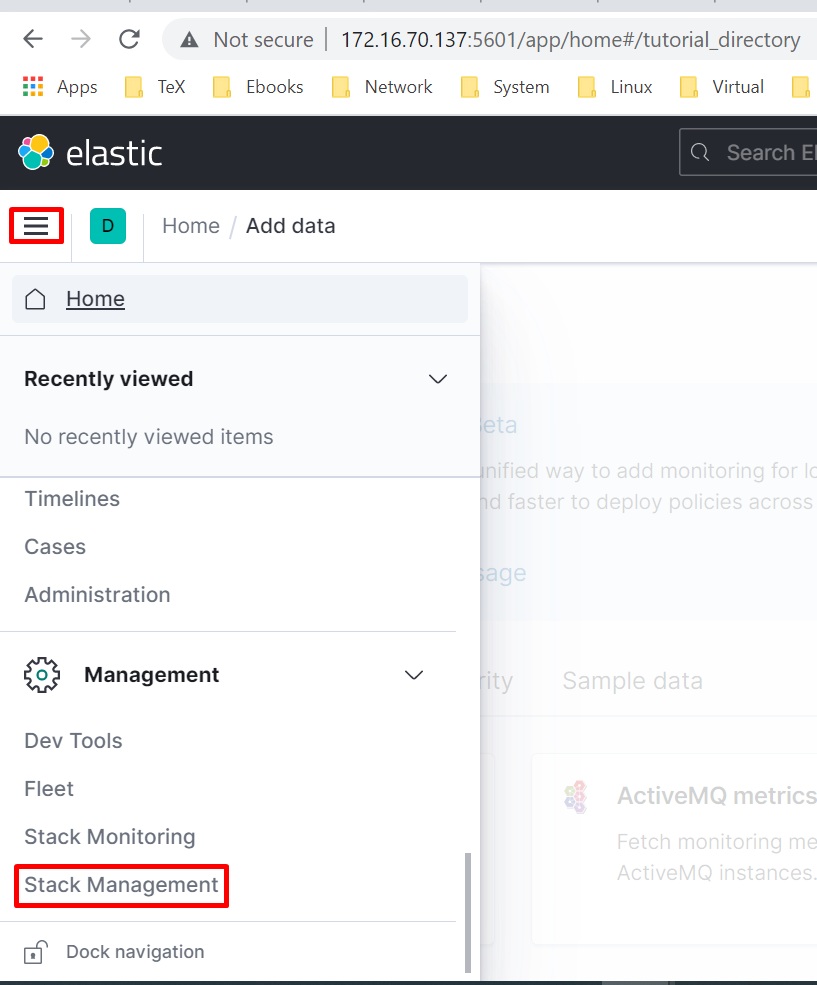 Not secure | 172.16.70.137:5601/app/home#/tutorial_directory
Apps TeX Ebooks Network System Linux Virtual
elastic Search El
D Home / Add data
Home
Recently viewed
No recently viewed items
Timelines
Cases
Administration
Management
Dev Tools
Fleet
Stack Monitoring
Stack Management
Dock navigation
Beta
unified way to add monitoring for lo
nd faster to deploy policies across
sage
rity Sample data
ActiveMQ metrics
Fetch monitoring me
ActiveMQ instances.